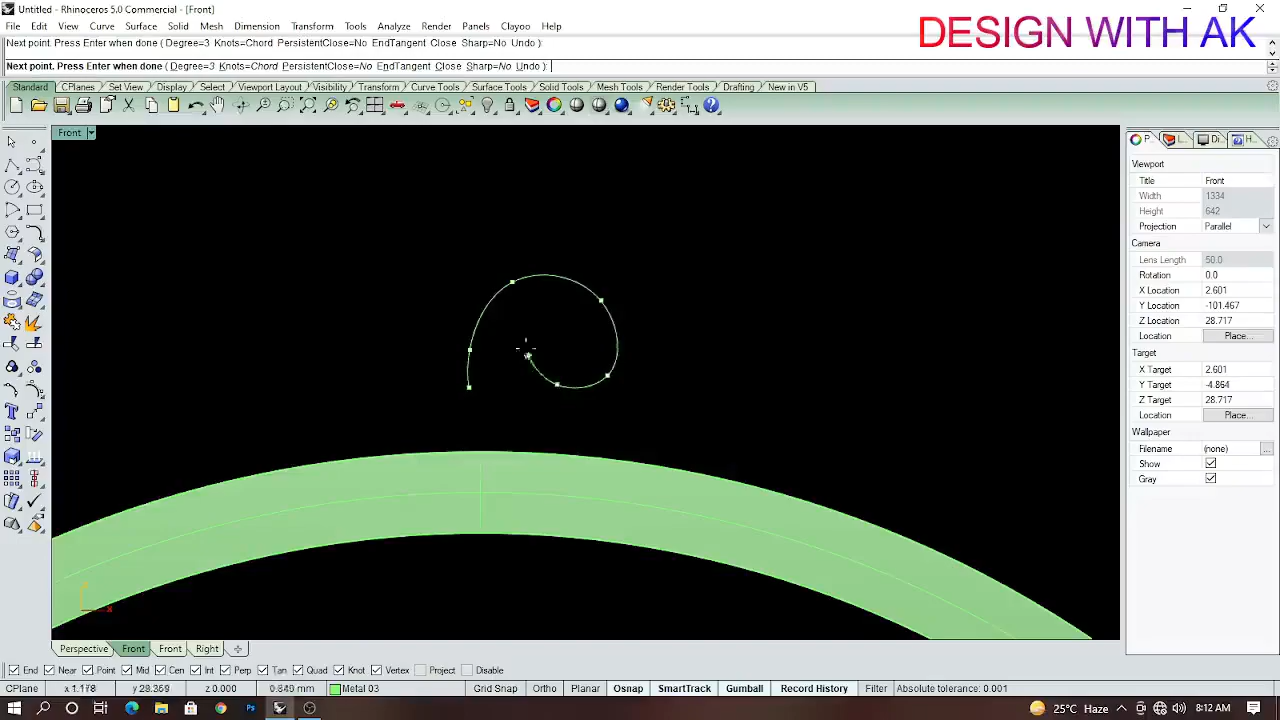 Untitled - Rhinoceros 5.0 Commercial - [Front]
File Edit View Curve Surface Solid Mesh Dimension Transform Tools Analyze Render Panels Clayoo Help
DESIGN WITH AK
Next point. Press Enter when done ( Degree=3 Knots=Chord PersistentClose=No EndTangent Close Sharp=No Undo ):
Next point. Press Enter when done ( Degree=3 Knots=Chord PersistentClose=No EndTangent Close Sharp=No Undo ):
Standard CPlanes Set View Display Select Viewport Layout Visibility Transform Curve Tools Surface Tools Solid Tools Mesh Tools Render Tools Drafting New in V5
Front
P... L... Di... H...
Viewport
Title Front
Width 1334
Height 642
Projection Parallel
Camera
Lens Length 50.0
Rotation 0.0
X Location 2.601
Y Location -101.467
Z Location 28.717
Location Place...
Target
X Target 2.601
Y Target -4.864
Z Target 28.717
Location Place...
Wallpaper
Filename (none) ...
Show
Gray
Perspective Front Front Right
End Near Point Mid Cen Int Perp Tan Quad Knot Vertex Project Disable
CPlane x 1.178 y 28.369 z 0.000 0.649 mm Metal 03 Grid Snap Ortho Planar Osnap SmartTrack Gumball Record History Filter Absolute tolerance: 0.001
25°C Haze 8:12 AM